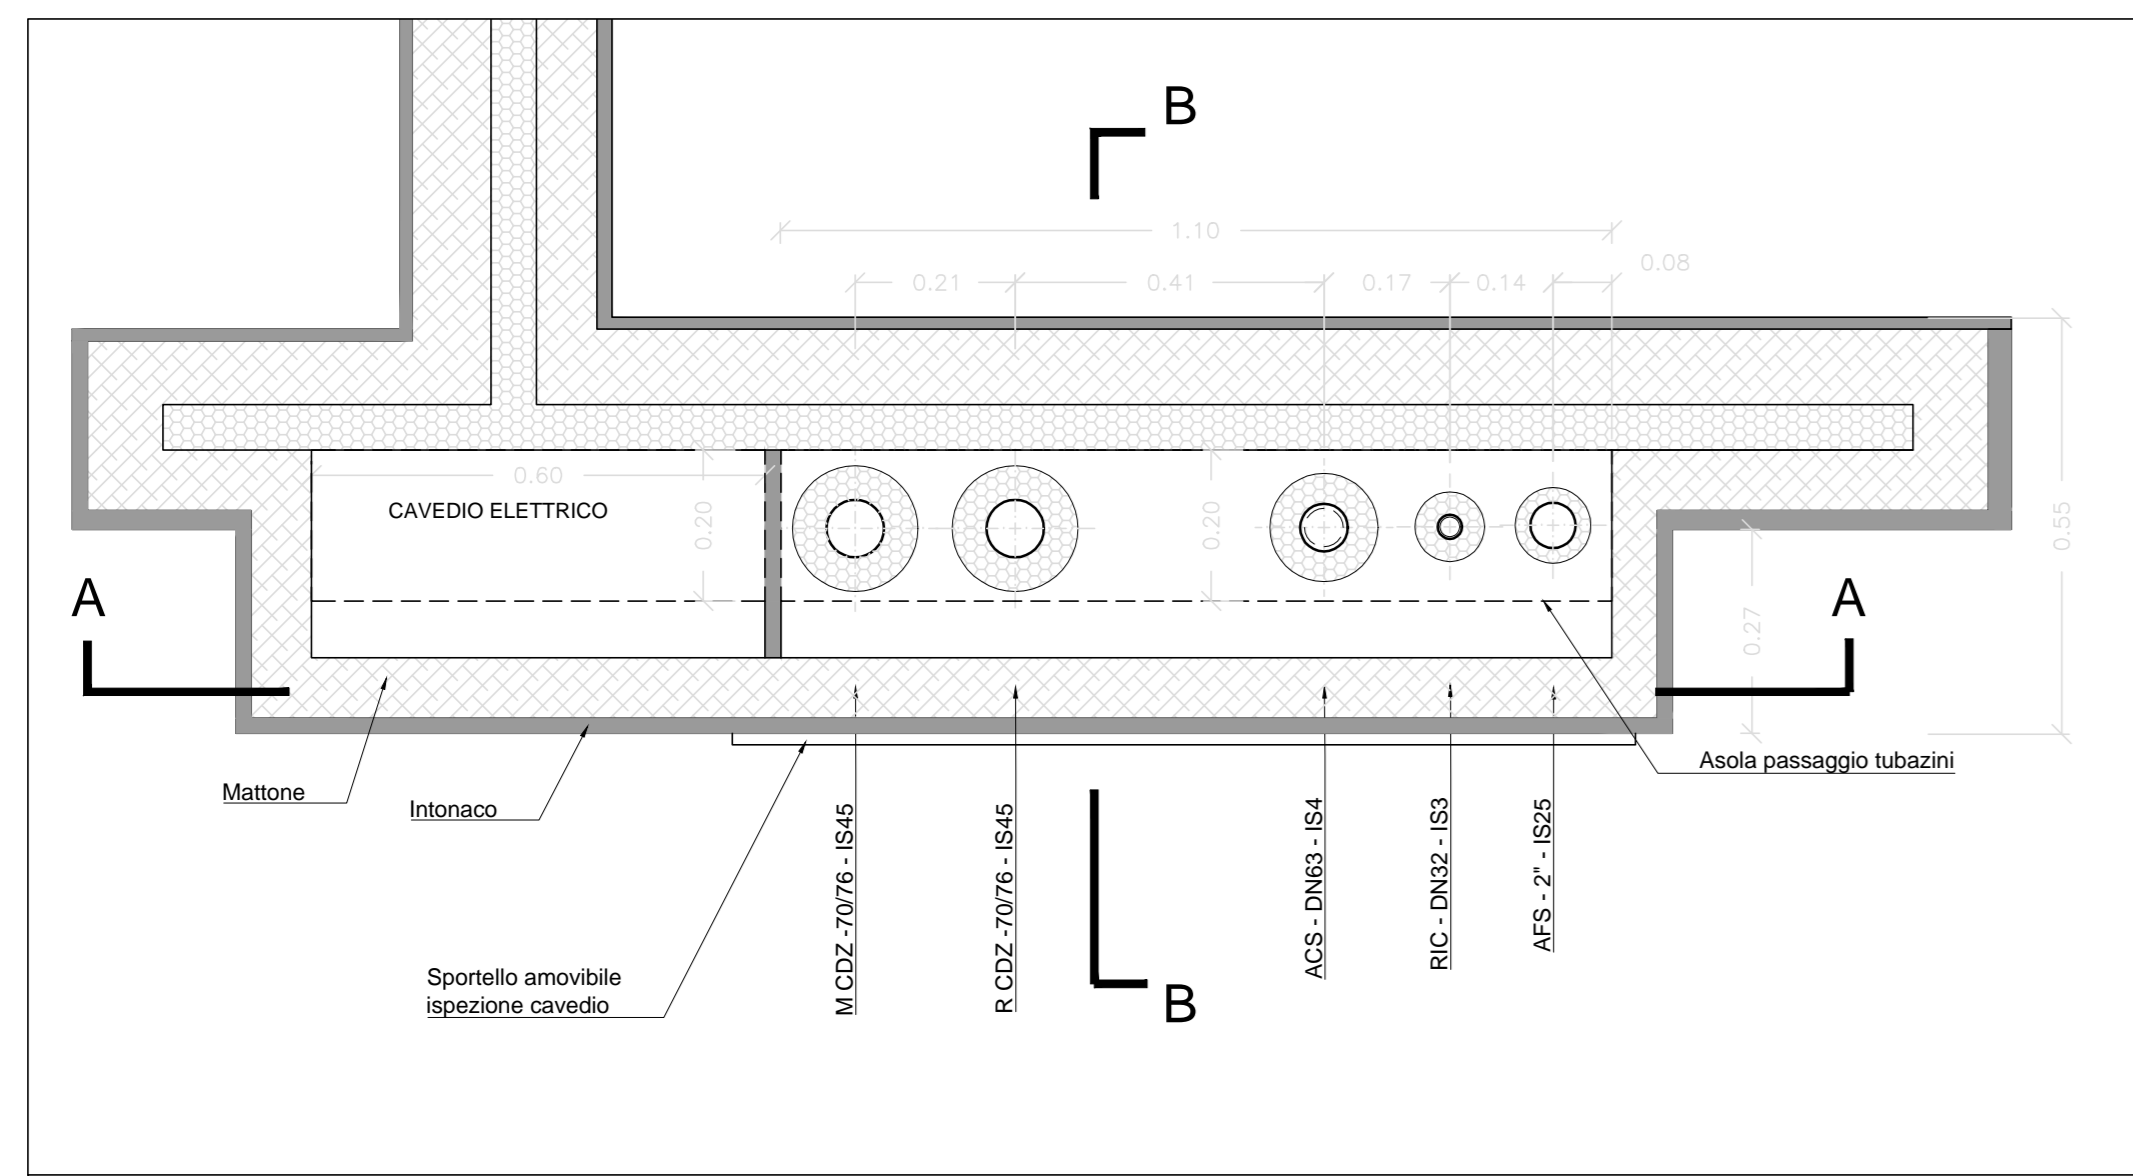 B
1.10
0.08
0.21
0.41
0.17
0.14
0.60
CAVEDIO ELETTRICO
0.20
0.20
0.55
A
A
0.27
Asola passaggio tubazini
Mattone
Intonaco
M CDZ -70/76 - IS45
R CDZ -70/76 - IS45
ACS - DN63 - IS4
RIC - DN32 - IS3
AFS - 2" - IS25
Sportello amovibile
ispezione cavedio
B